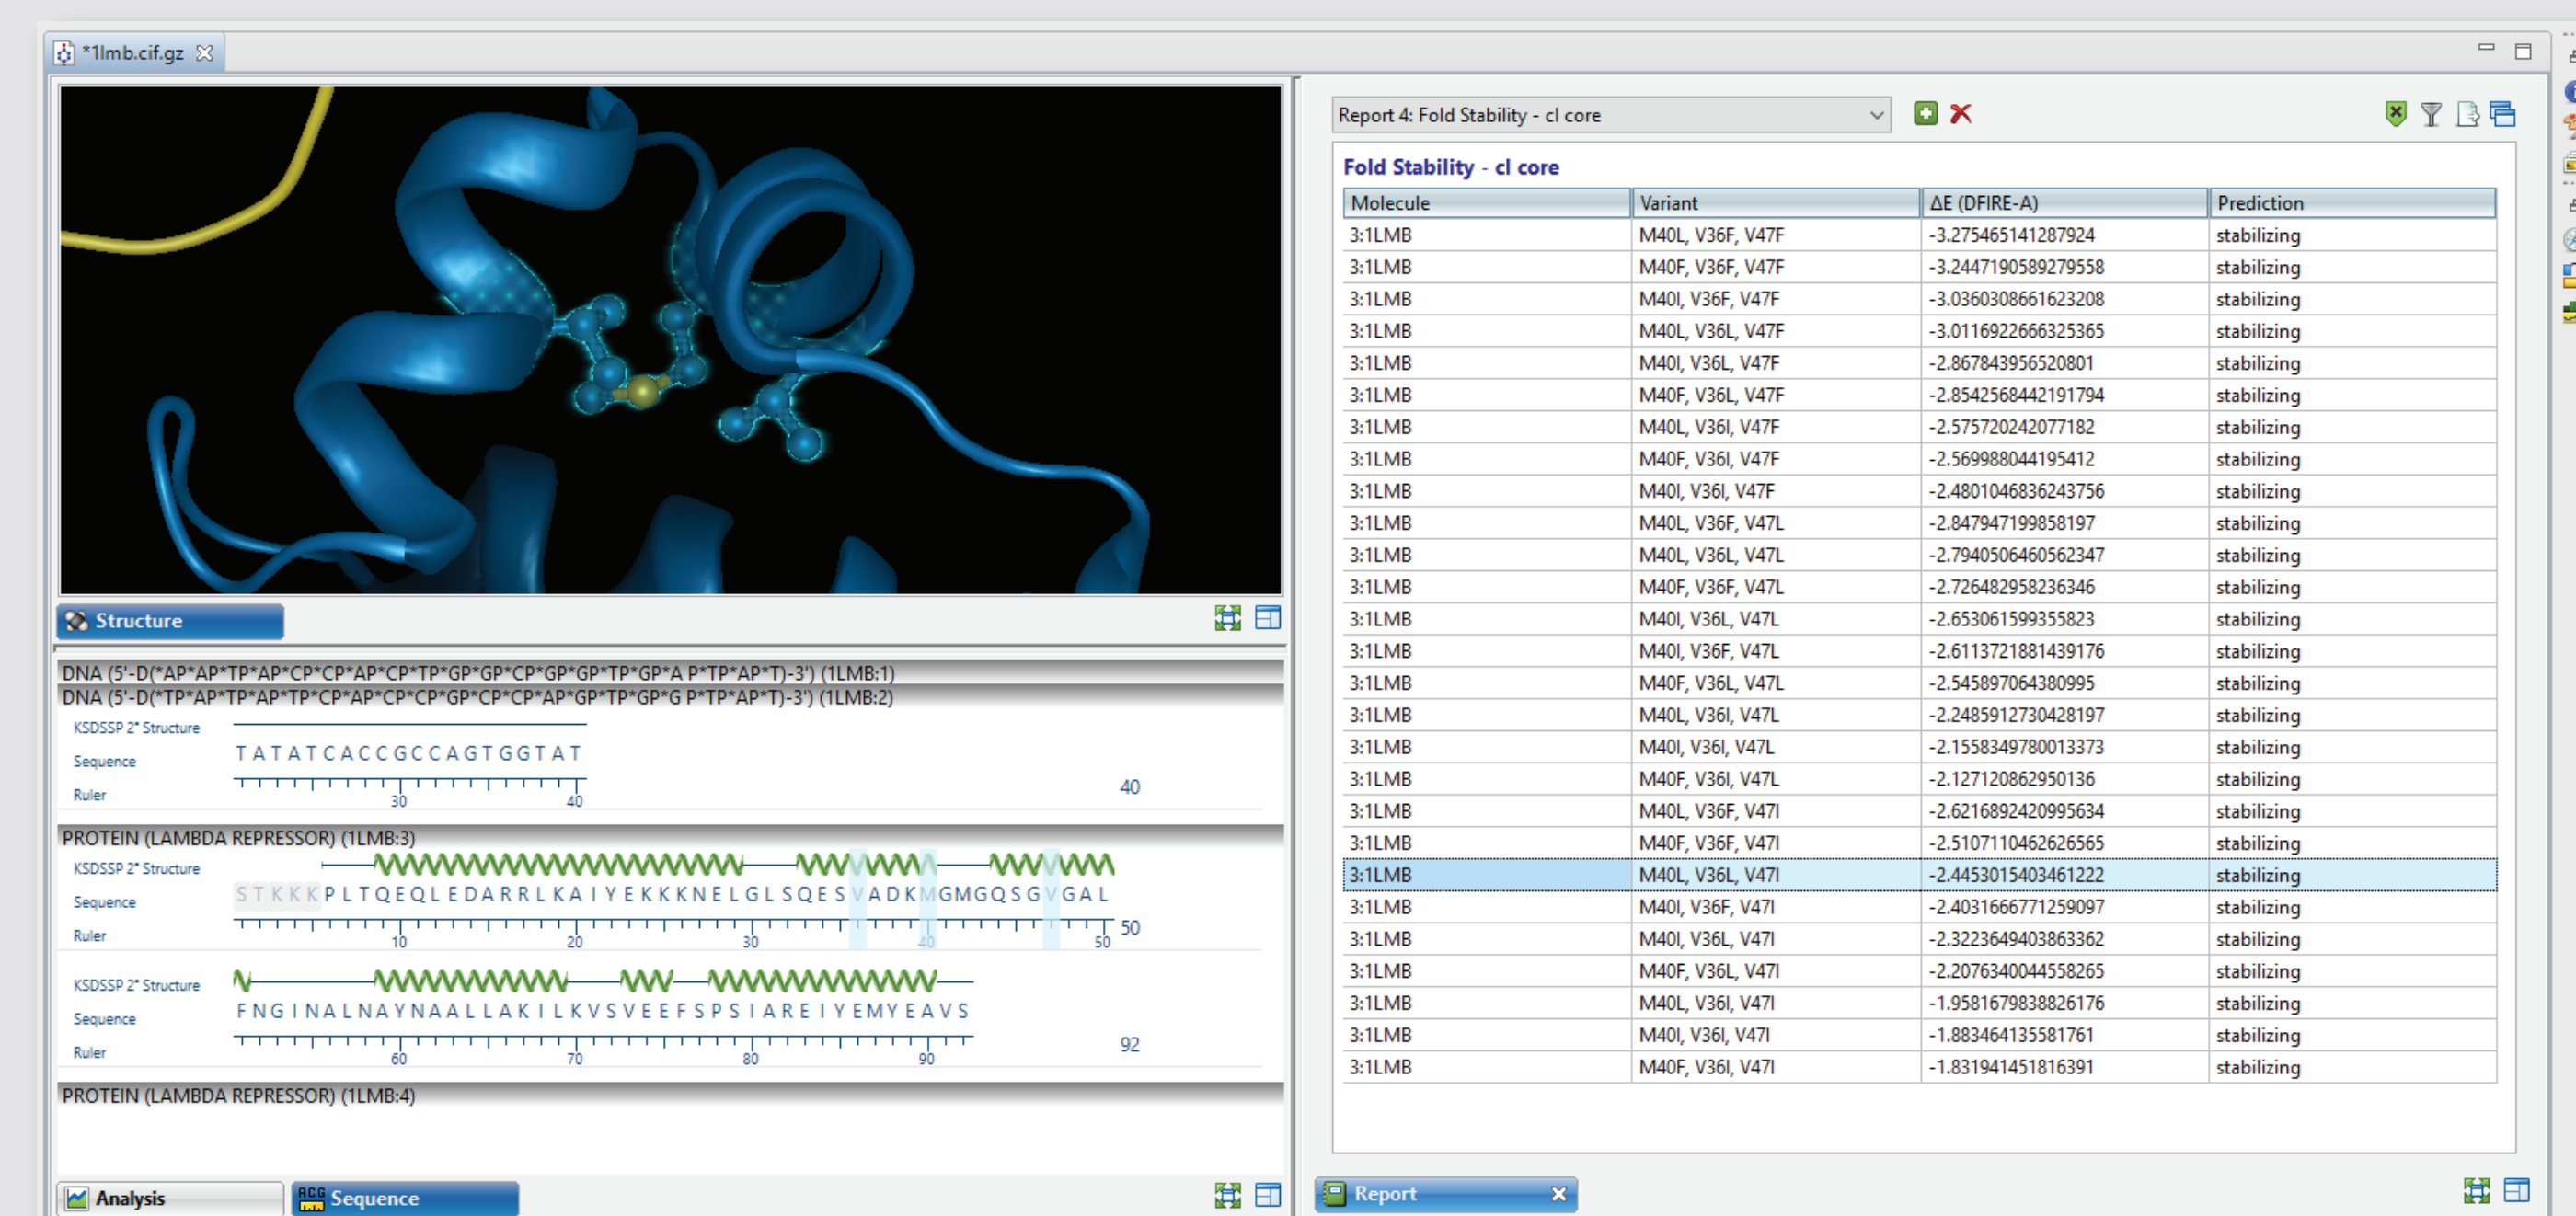 *1lmb.cif.gz
Structure
DNA (5'-D(*AP*AP*TP*AP*CP*CP*AP*CP*TP*GP*GP*CP*GP*GP*TP*GP*A P*TP*AP*T)-3') (1LMB:1)
DNA (5'-D(*TP*AP*TP*AP*TP*CP*AP*CP*CP*GP*CP*CP*AP*GP*TP*GP*G P*TP*AP*T)-3') (1LMB:2)
KSDSSP 2° Structure
Sequence TATATCACCGCCAGTGGTAT
Ruler 30 40 40
PROTEIN (LAMBDA REPRESSOR) (1LMB:3)
KSDSSP 2° Structure
Sequence STKKKPLTQEQLEDARRLKAIYEKKKNELGLSQESVADKMGMGQSGVGAL
Ruler 10 20 30 40 50 50
KSDSSP 2° Structure
Sequence FNGINALNAYNAALLAKILKVSVEEFSPSIAREIYEMYEAVS
Ruler 60 70 80 90 92
PROTEIN (LAMBDA REPRESSOR) (1LMB:4)
Analysis
ACG Sequence
Report 4: Fold Stability - cl core
Fold Stability - cl core
Molecule Variant ΔE (DFIRE-A) Prediction
3:1LMB M40L, V36F, V47F -3.275465141287924 stabilizing
3:1LMB M40F, V36F, V47F -3.2447190589279558 stabilizing
3:1LMB M40I, V36F, V47F -3.0360308661623208 stabilizing
3:1LMB M40L, V36L, V47F -3.0116922666325365 stabilizing
3:1LMB M40I, V36L, V47F -2.867843956520801 stabilizing
3:1LMB M40F, V36L, V47F -2.8542568442191794 stabilizing
3:1LMB M40L, V36I, V47F -2.575720242077182 stabilizing
3:1LMB M40F, V36I, V47F -2.569988044195412 stabilizing
3:1LMB M40I, V36I, V47F -2.4801046836243756 stabilizing
3:1LMB M40L, V36F, V47L -2.847947199858197 stabilizing
3:1LMB M40L, V36L, V47L -2.7940506460562347 stabilizing
3:1LMB M40F, V36F, V47L -2.726482958236346 stabilizing
3:1LMB M40I, V36L, V47L -2.653061599355823 stabilizing
3:1LMB M40I, V36F, V47L -2.6113721881439176 stabilizing
3:1LMB M40F, V36L, V47L -2.545897064380995 stabilizing
3:1LMB M40L, V36I, V47L -2.2485912730428197 stabilizing
3:1LMB M40I, V36I, V47L -2.1558349780013373 stabilizing
3:1LMB M40F, V36I, V47L -2.127120862950136 stabilizing
3:1LMB M40L, V36F, V47I -2.6216892420995634 stabilizing
3:1LMB M40F, V36F, V47I -2.5107110462626565 stabilizing
3:1LMB M40L, V36L, V47I -2.4453015403461222 stabilizing
3:1LMB M40I, V36F, V47I -2.4031666771259097 stabilizing
3:1LMB M40I, V36L, V47I -2.3223649403863362 stabilizing
3:1LMB M40F, V36L, V47I -2.2076340044558265 stabilizing
3:1LMB M40L, V36I, V47I -1.9581679838826176 stabilizing
3:1LMB M40I, V36I, V47I -1.883464135581761 stabilizing
3:1LMB M40F, V36I, V47I -1.831941451816391 stabilizing
Report